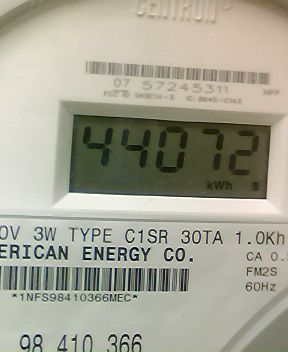 CENTRON®
07 57245311
44072
kWh
0V 3W TYPE C1SR 30TA 1.0Kh
ERICAN ENERGY CO.
CA 0.5
FM2S
*1NFS98410366MEC*
60Hz
98 410 366